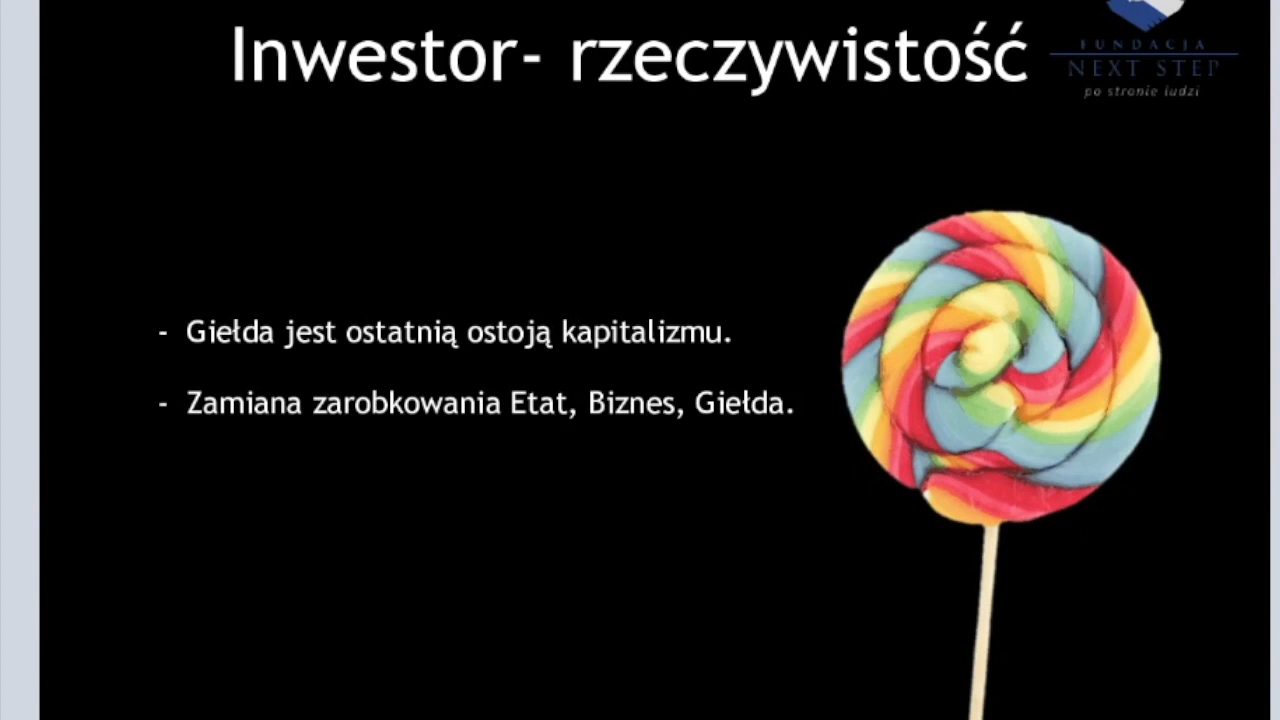 Inwestor- rzeczywistość
FUNDACJA
NEXT STEP
po stronie ludzi
- Giełda jest ostatnią ostoją kapitalizmu.
- Zamiana zarobkowania Etat, Biznes, Giełda.